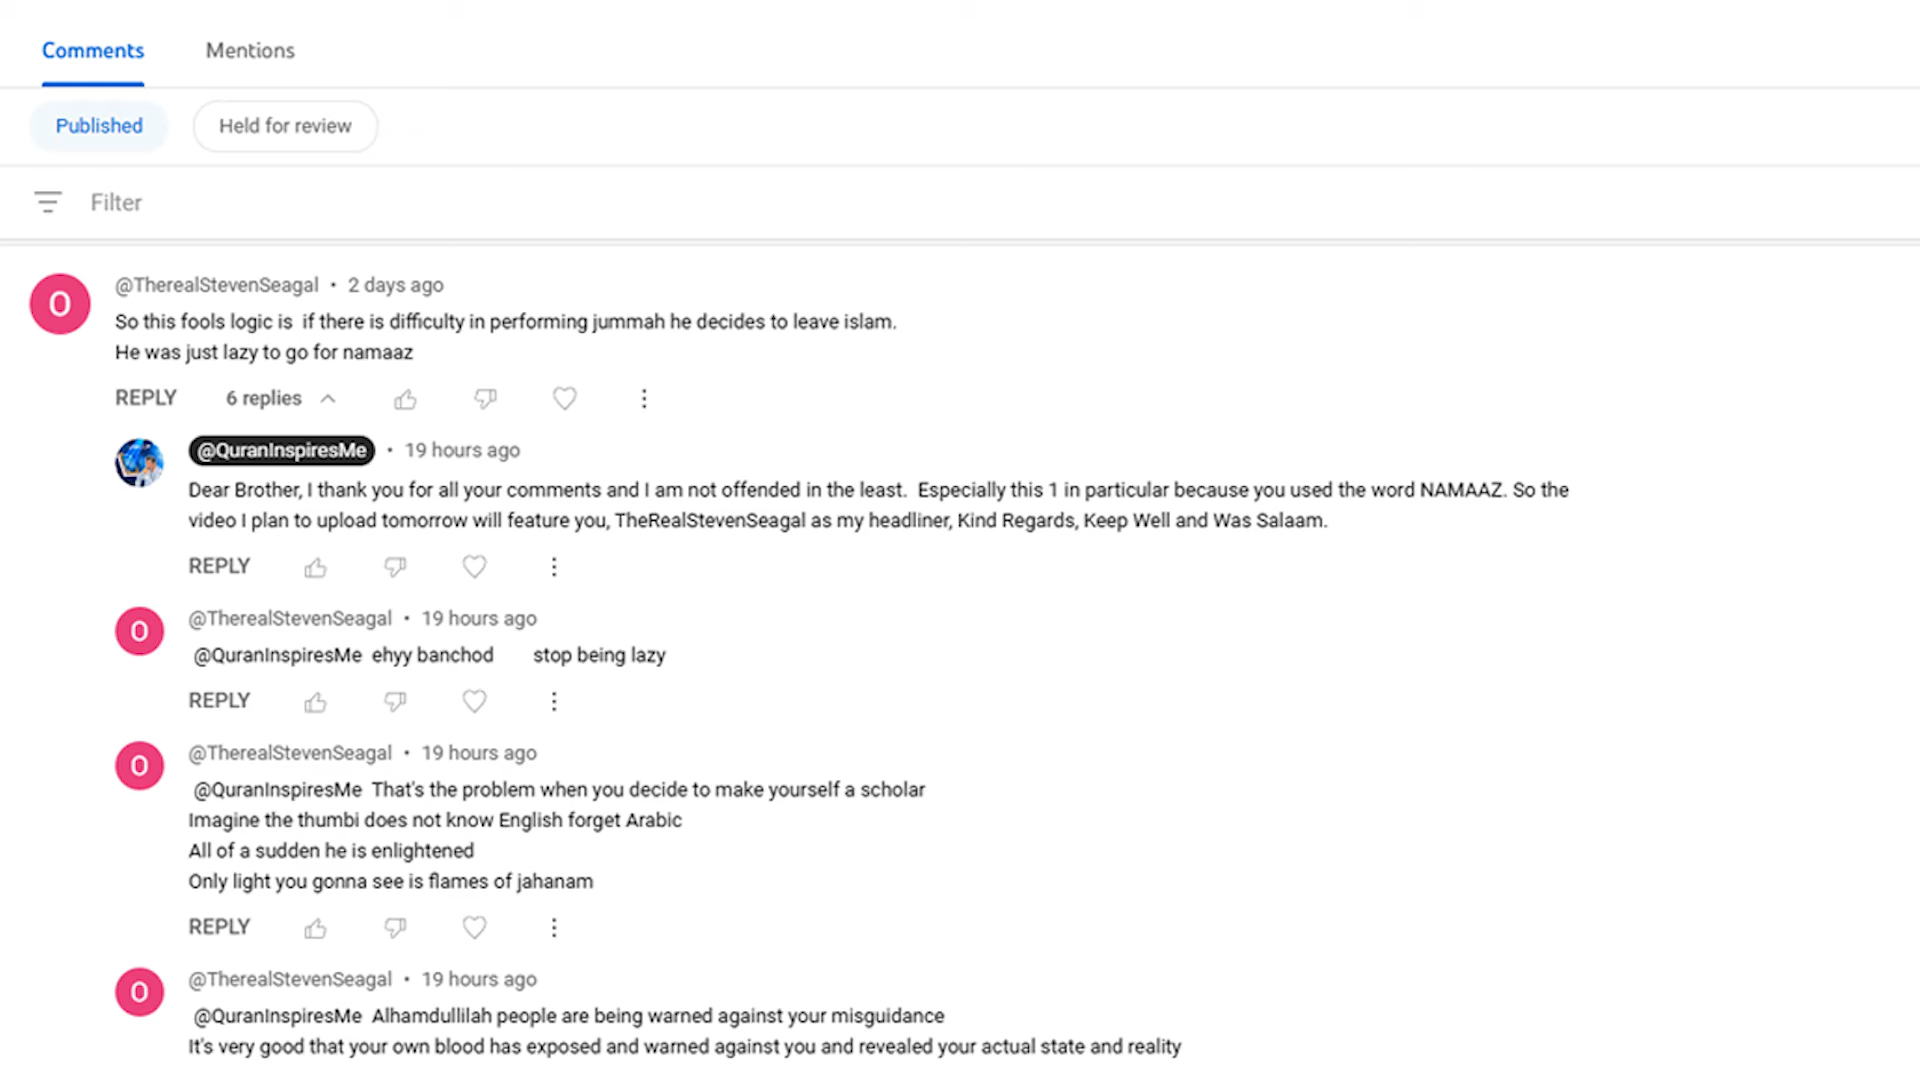 Comments Mentions
Published Held for review
Filter
O
@TherealStevenSeagal • 2 days ago
So this fools logic is if there is difficulty in performing jummah he decides to leave islam.
He was just lazy to go for namaaz
REPLY 6 replies
@QuranInspiresMe • 19 hours ago
Dear Brother, I thank you for all your comments and I am not offended in the least. Especially this 1 in particular because you used the word NAMAAZ. So the
video I plan to upload tomorrow will feature you, TheRealStevenSeagal as my headliner, Kind Regards, Keep Well and Was Salaam.
REPLY
O
@TherealStevenSeagal • 19 hours ago
@QuranInspiresMe ehyy banchod stop being lazy
REPLY
O
@TherealStevenSeagal • 19 hours ago
@QuranInspiresMe That's the problem when you decide to make yourself a scholar
Imagine the thumbi does not know English forget Arabic
All of a sudden he is enlightened
Only light you gonna see is flames of jahanam
REPLY
O
@TherealStevenSeagal • 19 hours ago
@QuranInspiresMe Alhamdullilah people are being warned against your misguidance
It's very good that your own blood has exposed and warned against you and revealed your actual state and reality